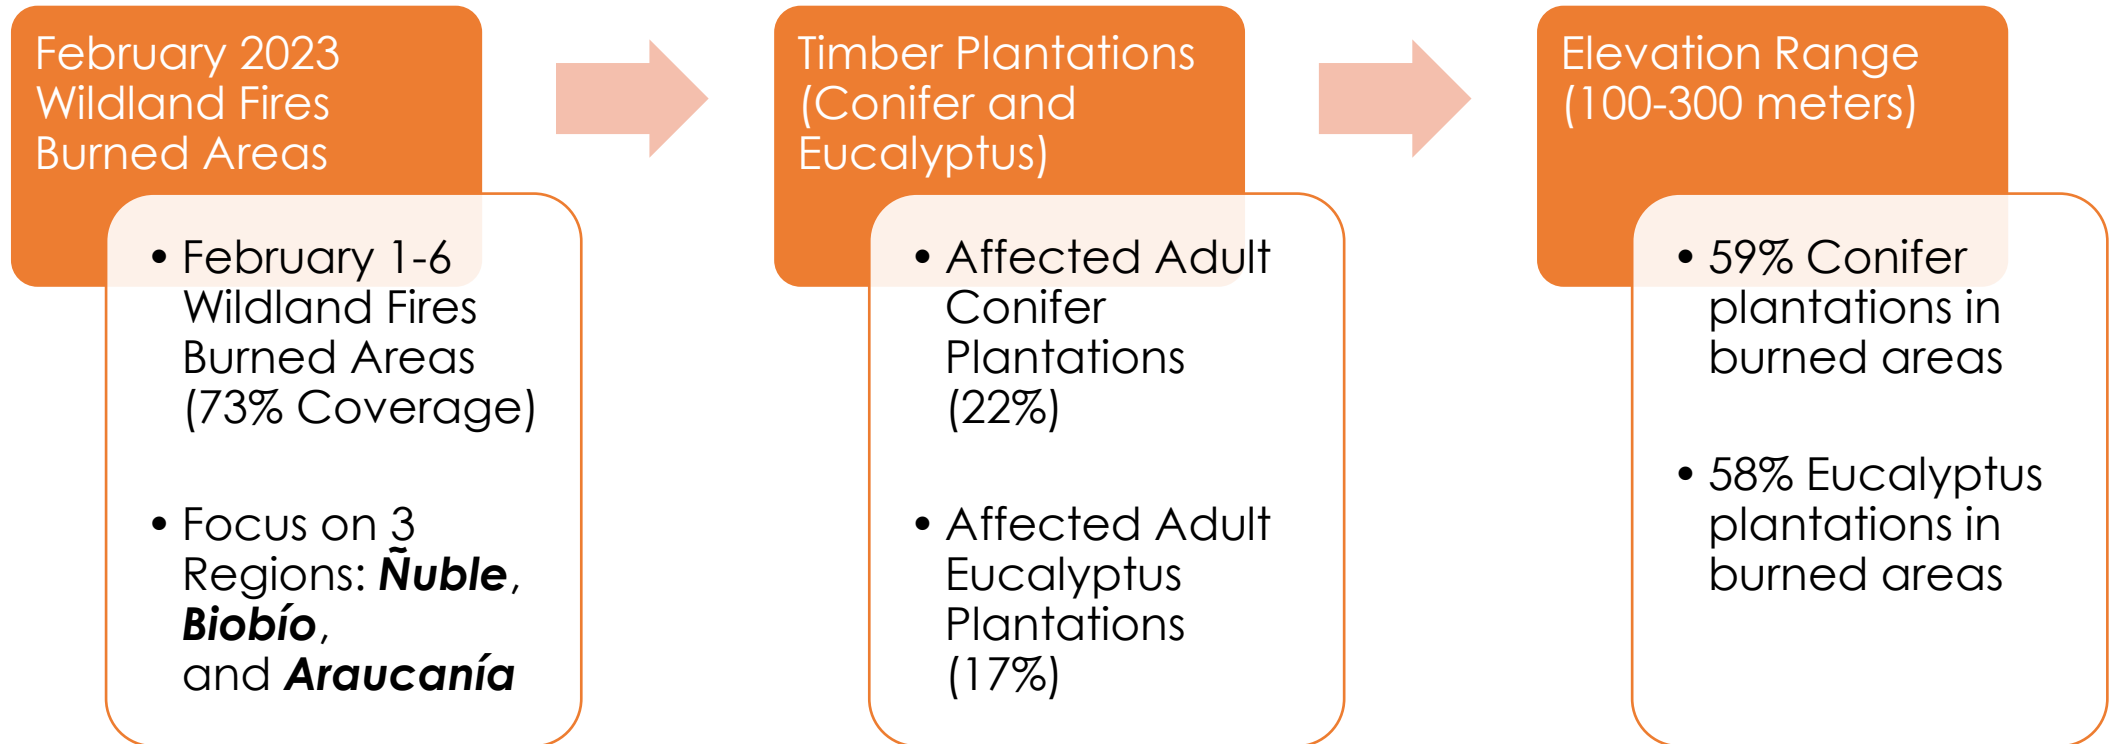 February 2023
Wildland Fires
Burned Areas
• February 1-6
Wildland Fires
Burned Areas
(73% Coverage)
• Focus on 3
Regions: Ñuble,
Biobío,
and Araucanía
Timber Plantations
(Conifer and
Eucalyptus)
• Affected Adult
Conifer
Plantations
(22%)
• Affected Adult
Eucalyptus
Plantations
(17%)
Elevation Range
(100-300 meters)
• 59% Conifer
plantations in
burned areas
• 58% Eucalyptus
plantations in
burned areas